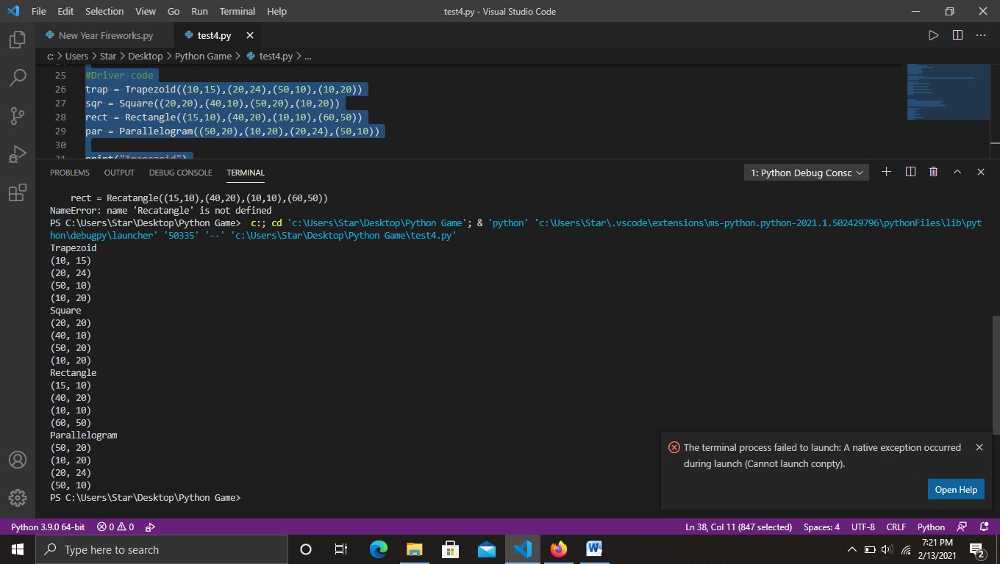 File Edit Selection View Go Run Terminal Help test4.py - Visual Studio Code
New Year Fireworks.py test4.py
c: > Users > Star > Desktop > Python Game > test4.py > ...
25 #Driver code
26 trap = Trapezoid((10,15),(20,24),(50,10),(10,20))
27 sqr = Square((20,20),(40,10),(50,20),(10,20))
28 rect = Rectangle((15,10),(40,20),(10,10),(60,50))
29 par = Parallelogram((50,20),(10,20),(20,24),(50,10))
30
31 print("Trapezoid")
PROBLEMS OUTPUT DEBUG CONSOLE TERMINAL 1: Python Debug Consc
rect = Recatangle((15,10),(40,20),(10,10),(60,50))
NameError: name 'Recatangle' is not defined
PS C:\Users\Star\Desktop\Python Game> c:; cd 'c:\Users\Star\Desktop\Python Game'; & 'python' 'c:\Users\Star\.vscode\extensions\ms-python.python-2021.1.502429796\pythonFiles\lib\pyt
hon\debugpy\launcher' '50335' '--' 'c:\Users\Star\Desktop\Python Game\test4.py'
Trapezoid
(10, 15)
(20, 24)
(50, 10)
(10, 20)
Square
(20, 20)
(40, 10)
(50, 20)
(10, 20)
Rectangle
(15, 10)
(40, 20)
(10, 10)
(60, 50)
Parallelogram
(50, 20)
(10, 20)
(20, 24)
(50, 10)
PS C:\Users\Star\Desktop\Python Game>
The terminal process failed to launch: A native exception occurred
during launch (Cannot launch conpty).
Open Help
Python 3.9.0 64-bit 0 0 Ln 38, Col 11 (847 selected) Spaces: 4 UTF-8 CRLF Python
Type here to search
7:21 PM
2/13/2021
2